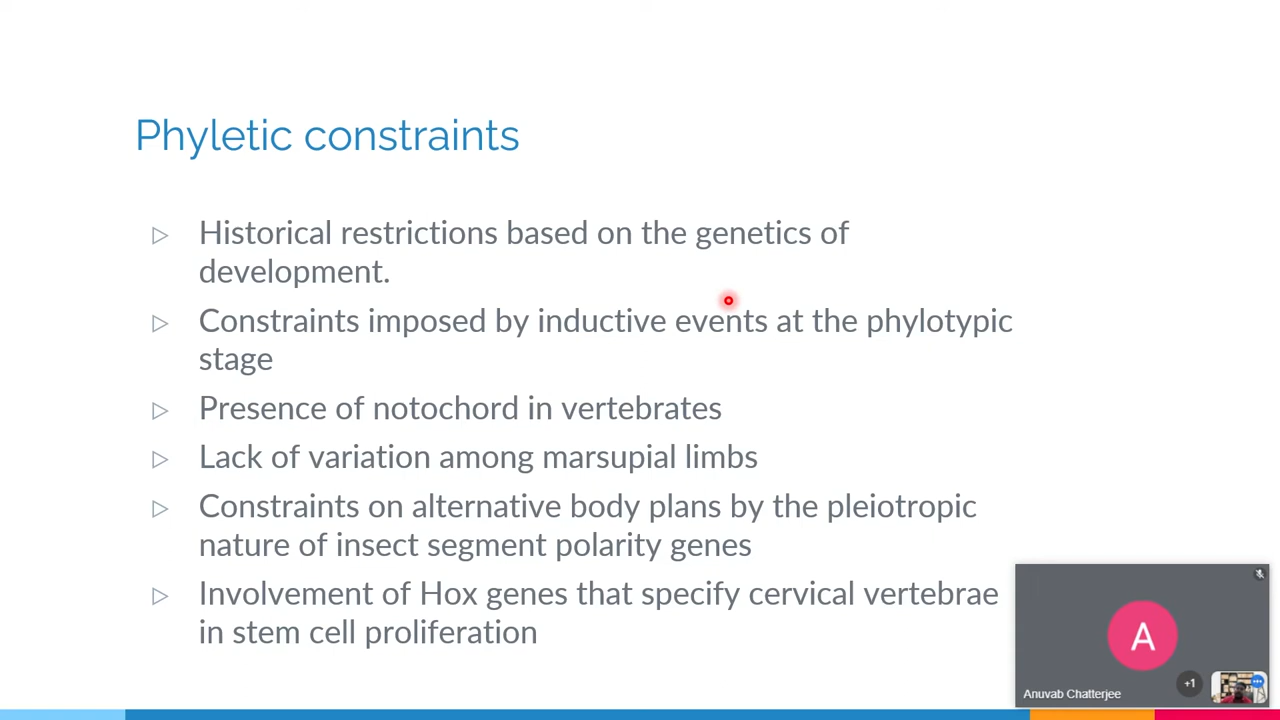 Phyletic constraints
▷ Historical restrictions based on the genetics of
development.
▷ Constraints imposed by inductive events at the phylotypic
stage
▷ Presence of notochord in vertebrates
▷ Lack of variation among marsupial limbs
▷ Constraints on alternative body plans by the pleiotropic
nature of insect segment polarity genes
▷ Involvement of Hox genes that specify cervical vertebrae
in stem cell proliferation
A
+1
Anuvab Chatterjee